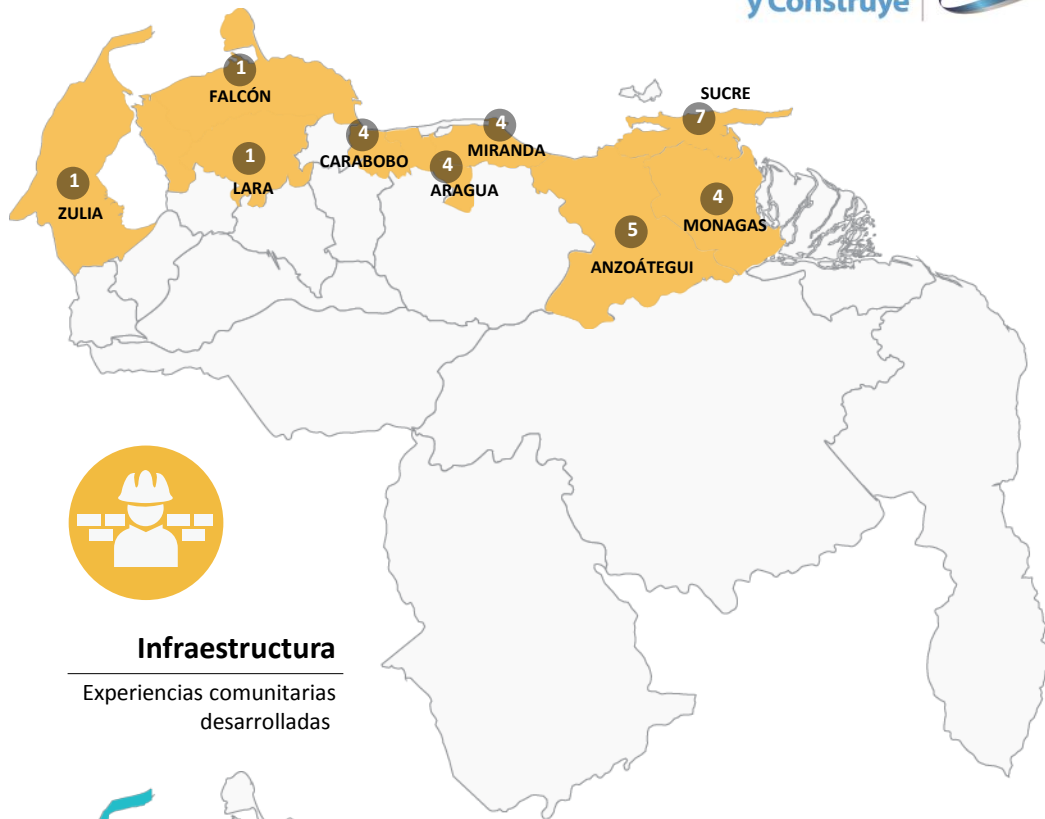 y Construye
SUCRE
7
1
FALCÓN
4
CARABOBO
4
MIRANDA
4
ARAGUA
1
LARA
1
ZULIA
4
MONAGAS
5
ANZOÁTEGUI
Infraestructura
Experiencias comunitarias
desarrolladas